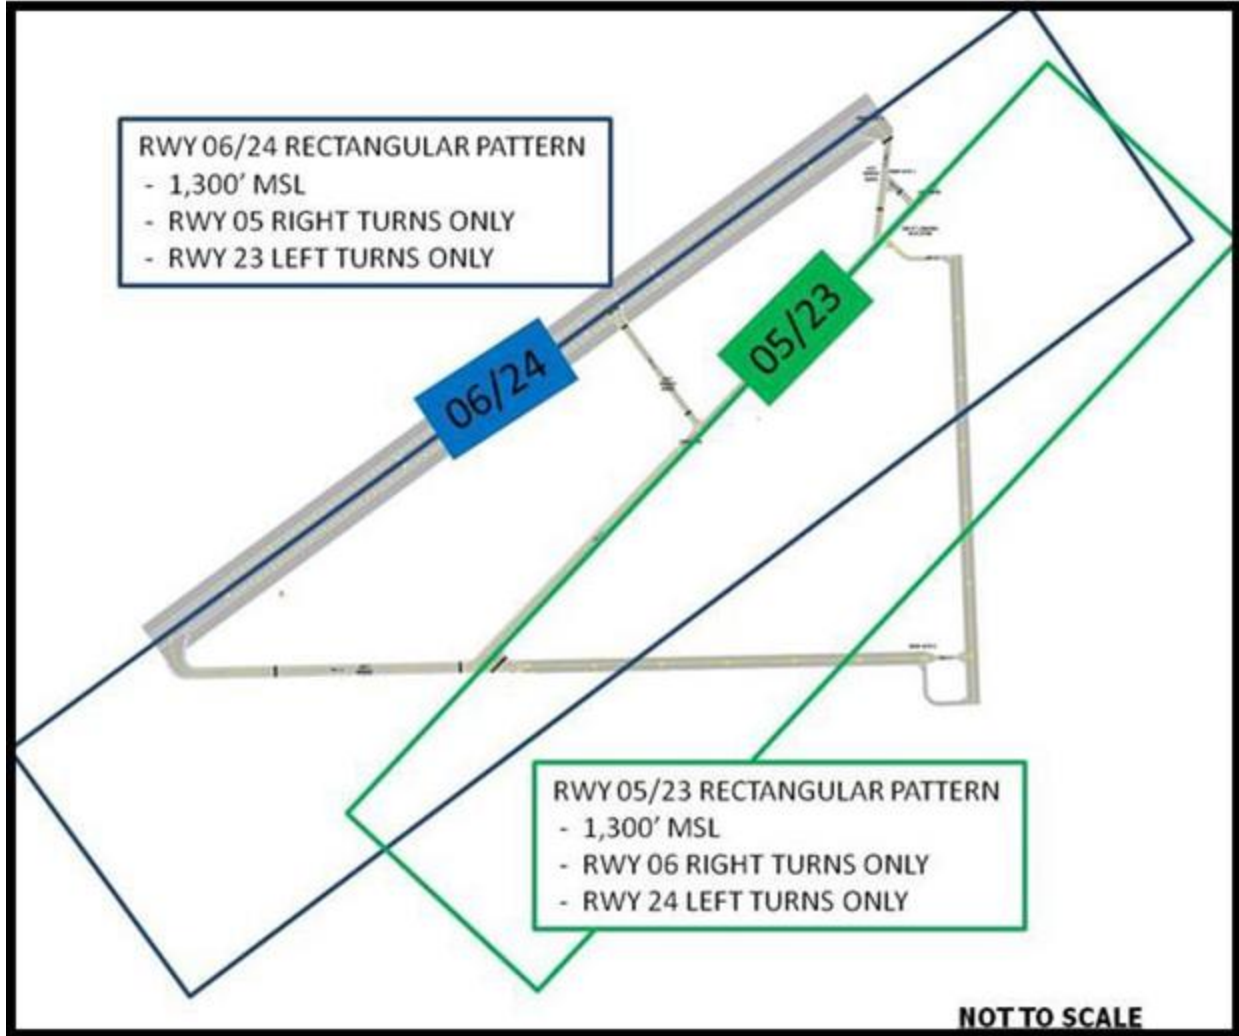 RWY 06/24 RECTANGULAR PATTERN
- 1,300' MSL
- RWY 05 RIGHT TURNS ONLY
- RWY 23 LEFT TURNS ONLY
05/23
06/24
RWY 05/23 RECTANGULAR PATTERN
- 1,300' MSL
- RWY 06 RIGHT TURNS ONLY
- RWY 24 LEFT TURNS ONLY
NOT TO SCALE